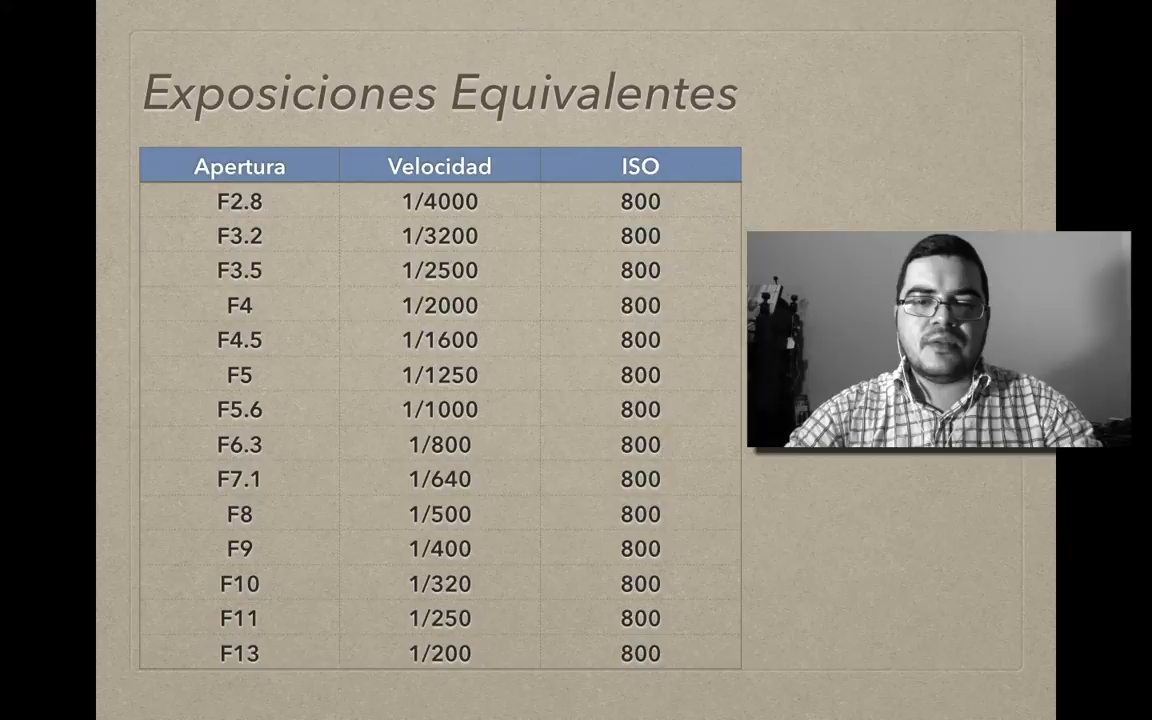 Exposiciones Equivalentes
Apertura Velocidad ISO
F2.8 1/4000 800
F3.2 1/3200 800
F3.5 1/2500 800
F4 1/2000 800
F4.5 1/1600 800
F5 1/1250 800
F5.6 1/1000 800
F6.3 1/800 800
F7.1 1/640 800
F8 1/500 800
F9 1/400 800
F10 1/320 800
F11 1/250 800
F13 1/200 800